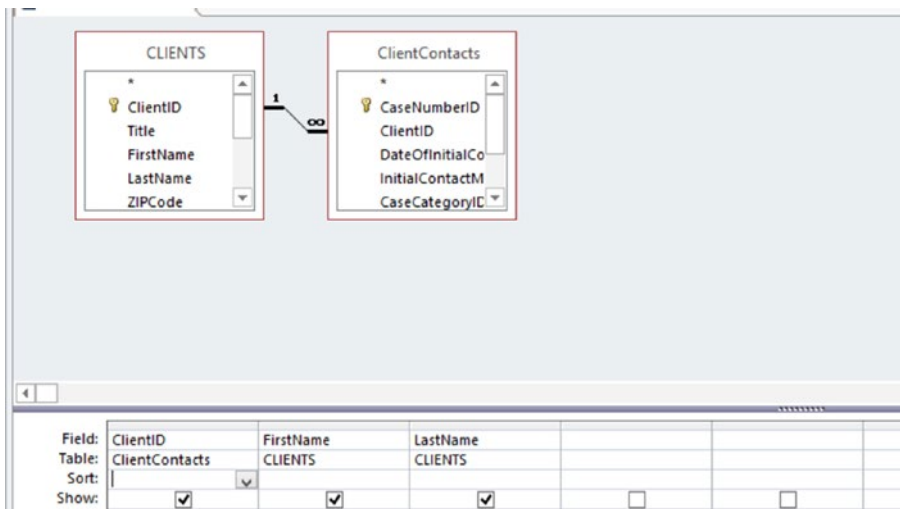 CLIENTS
*
ClientID
Title
FirstName
LastName
ZIPCode
1
∞
ClientContacts
*
CaseNumberID
ClientID
DateOfInitialCo
InitialContactM
CaseCategoryID
Field: ClientID FirstName LastName
Table: ClientContacts CLIENTS CLIENTS
Sort:
Show: